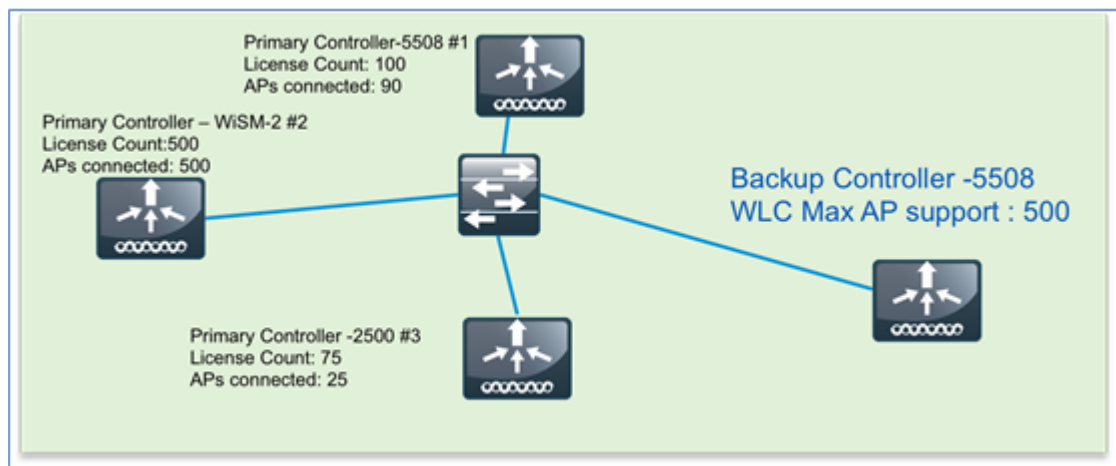 Primary Controller-5508 #1
License Count: 100
APs connected: 90
Primary Controller – WiSM-2 #2
License Count:500
APs connected: 500
Backup Controller -5508
WLC Max AP support : 500
Primary Controller -2500 #3
License Count: 75
APs connected: 25